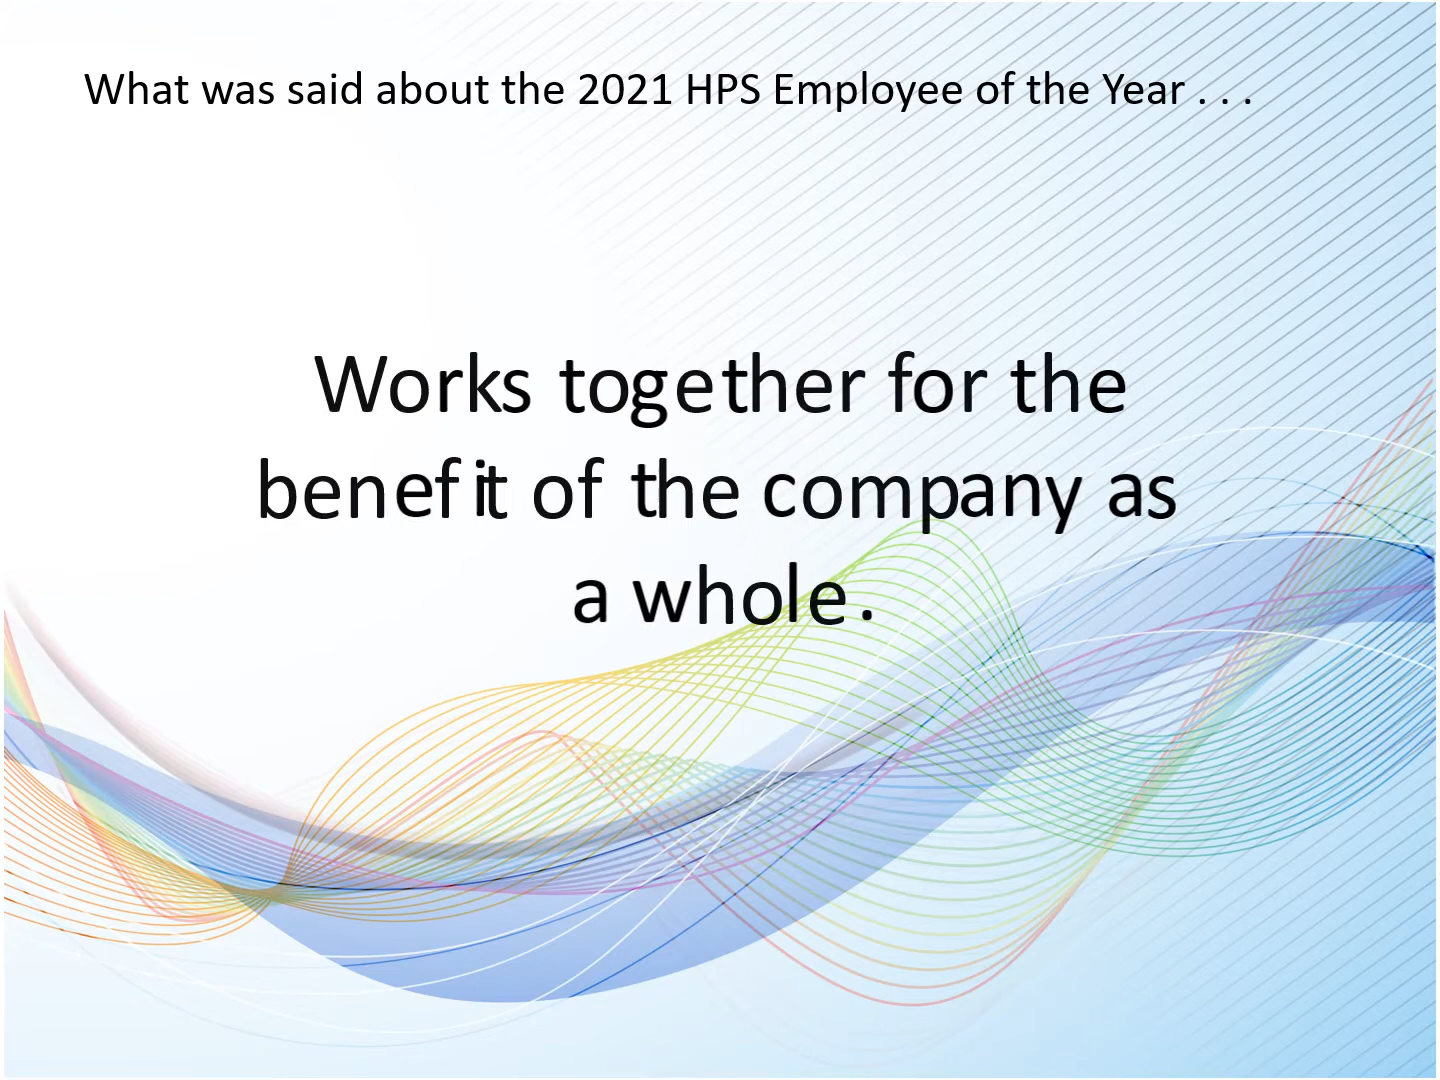 What was said about the 2021 HPS Employee of the Year . . .
Works together for the
benefit of the company as
a whole.